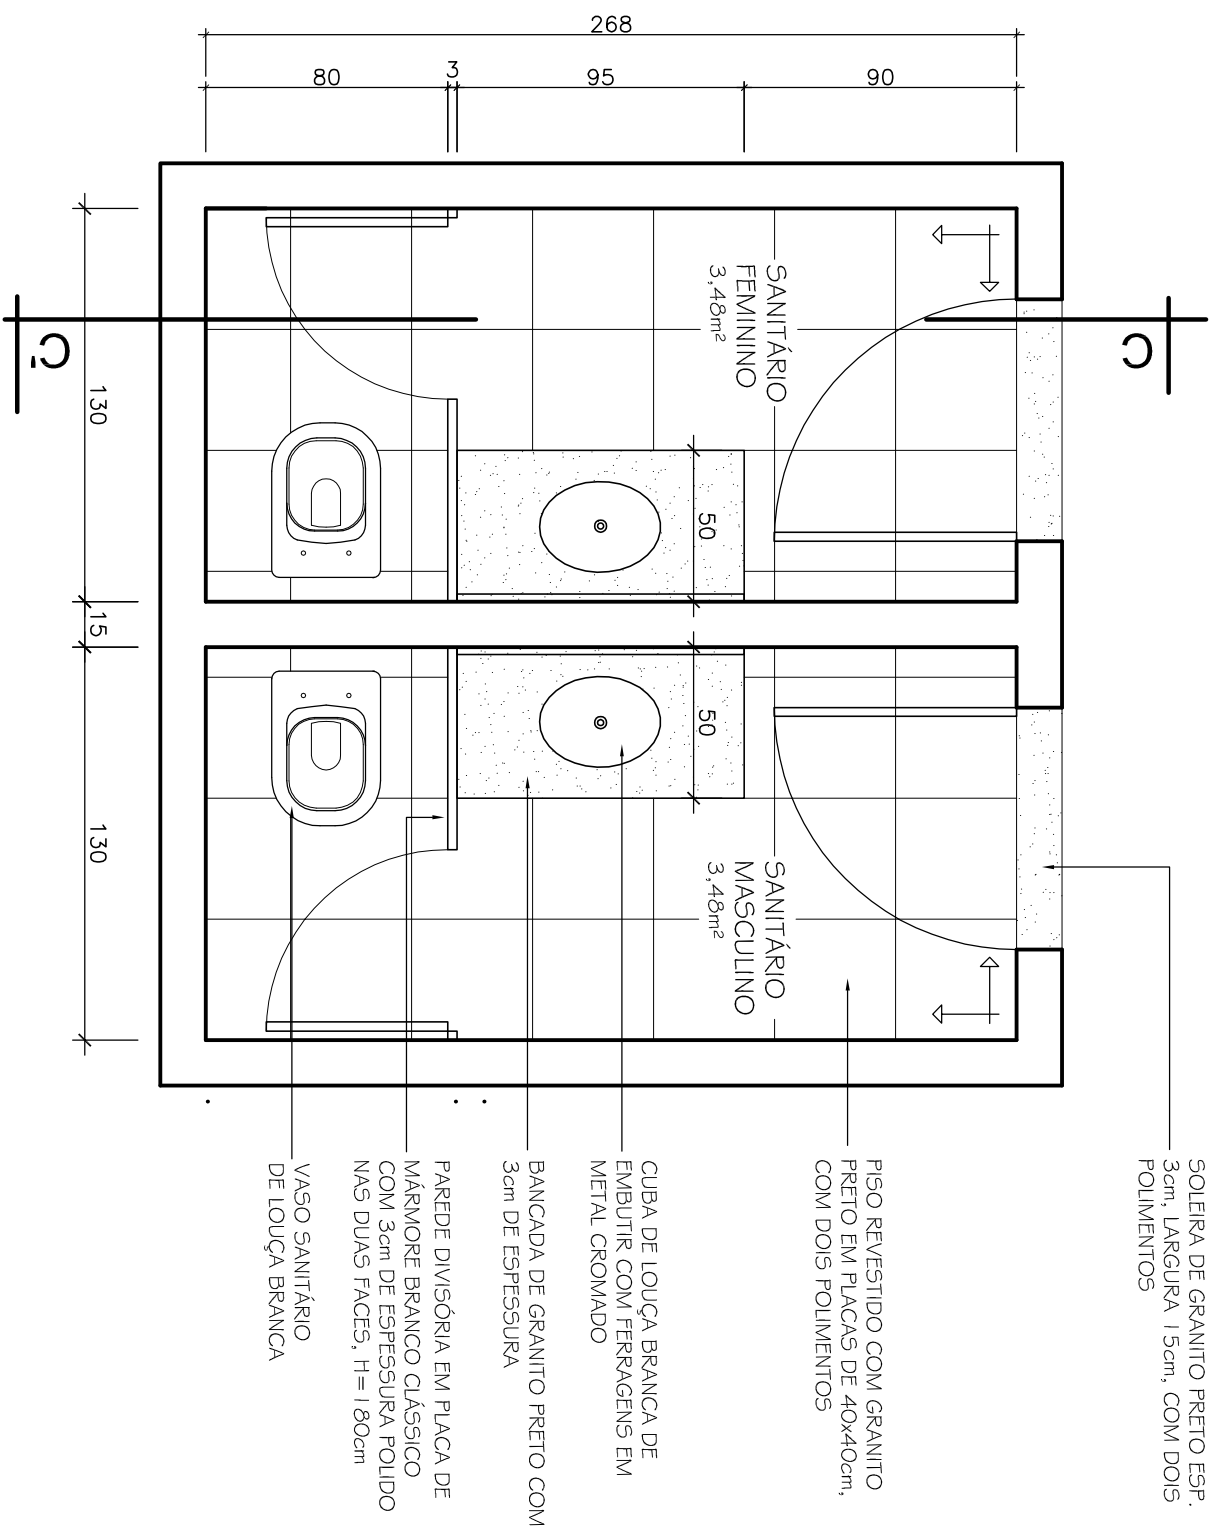 268
80
3
95
90
SANITÁRIO
FEMININO
3,48m²
C
C'
130
15
130
50
50
SANITÁRIO
MASCULINO
3,48m²
SOLEIRA DE GRANITO PRETO ESP.
3cm, LARGURA 15cm, COM DOIS
POLIMENTOS
PISO REVESTIDO COM GRANITO
PRETO EM PLACAS DE 40x40cm,
COM DOIS POLIMENTOS
CUBA DE LOUÇA BRANCA DE
EMBUTIR COM FERRAGENS EM
METAL CROMADO
BANCADA DE GRANITO PRETO COM
3cm DE ESPESSURA
PAREDE DIVISÓRIA EM PLACA DE
MÁRMORE BRANCO CLÁSSICO
COM 3cm DE ESPESSURA POLIDO
NAS DUAS FACES, H=180cm
VASO SANITÁRIO
DE LOUÇA BRANCA